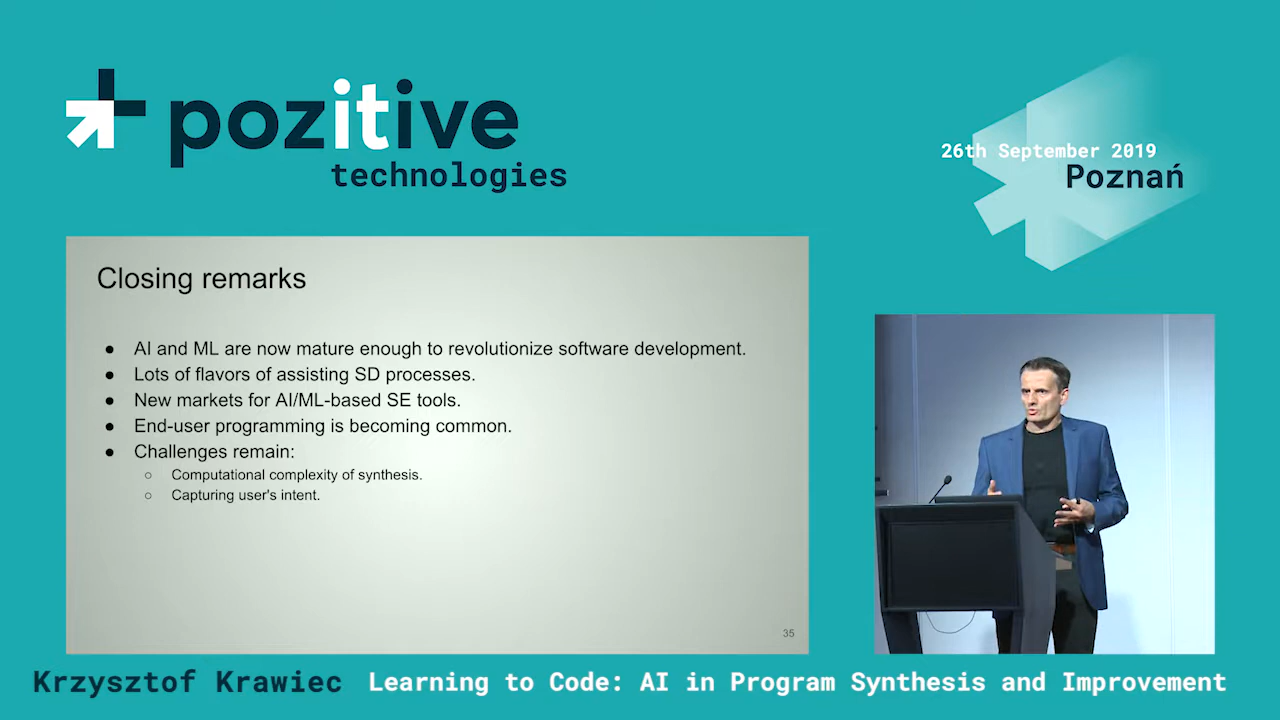 pozitive
technologies
26th September 2019
Poznań
Closing remarks
● AI and ML are now mature enough to revolutionize software development.
● Lots of flavors of assisting SD processes.
● New markets for AI/ML-based SE tools.
● End-user programming is becoming common.
● Challenges remain:
○ Computational complexity of synthesis.
○ Capturing user's intent.
35
Krzysztof Krawiec Learning to Code: AI in Program Synthesis and Improvement